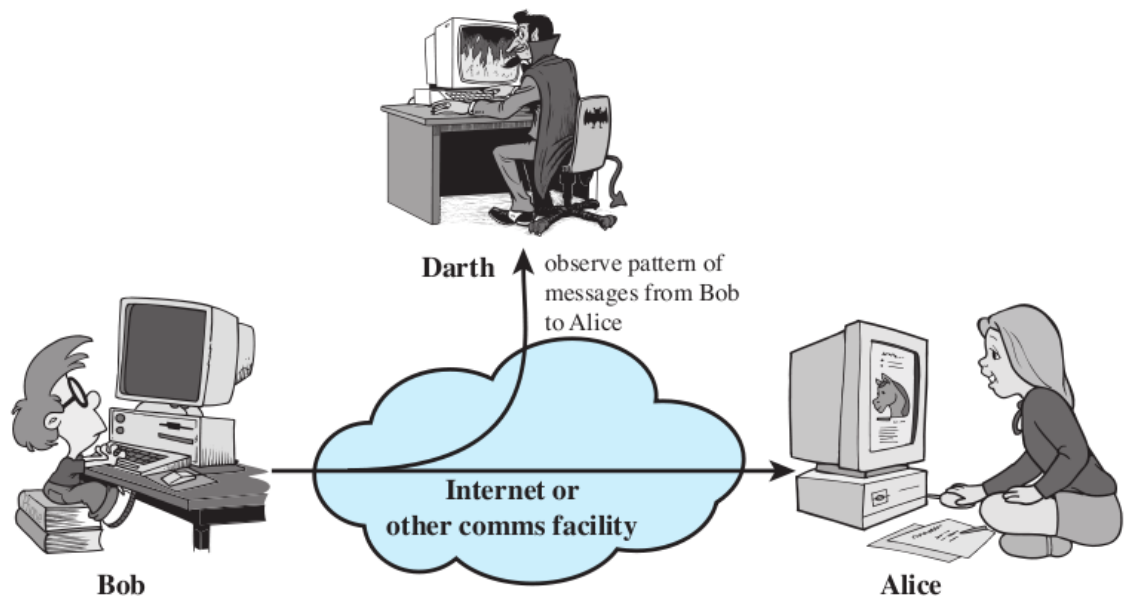 Darth
observe pattern of
messages from Bob
to Alice
Internet or
other comms facility
Bob
Alice